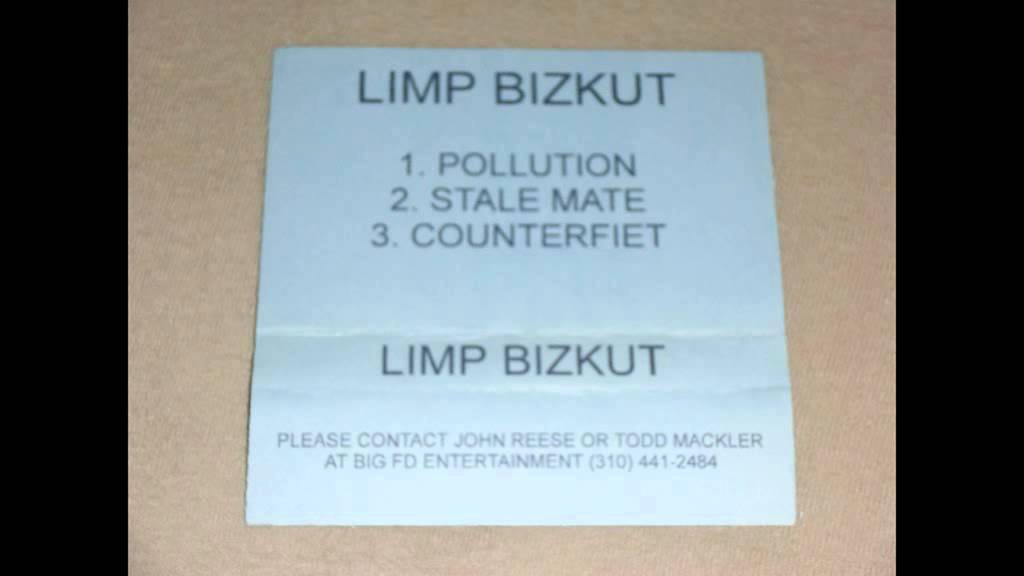 LIMP BIZKUT
1. POLLUTION
2. STALE MATE
3. COUNTERFIET
LIMP BIZKUT
PLEASE CONTACT JOHN REESE OR TODD MACKLER
AT BIG FD ENTERTAINMENT (310) 441-2484